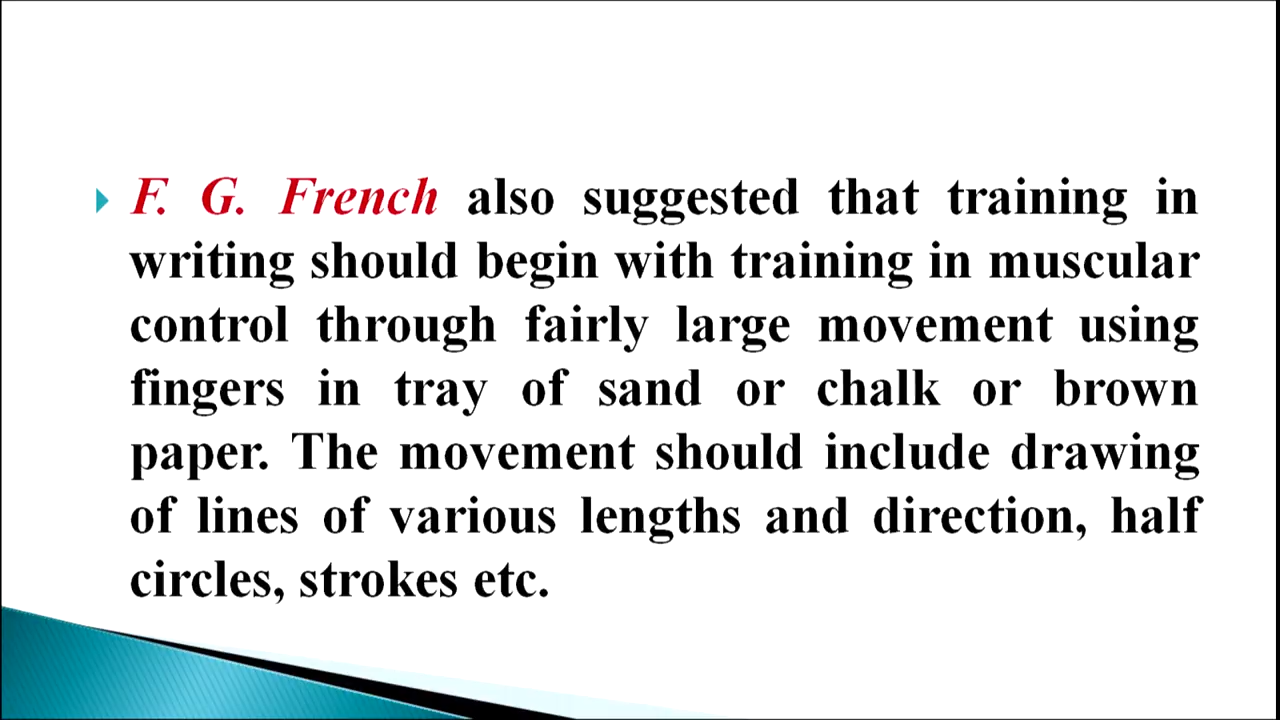 F. G. French also suggested that training in
writing should begin with training in muscular
control through fairly large movement using
fingers in tray of sand or chalk or brown
paper. The movement should include drawing
of lines of various lengths and direction, half
circles, strokes etc.